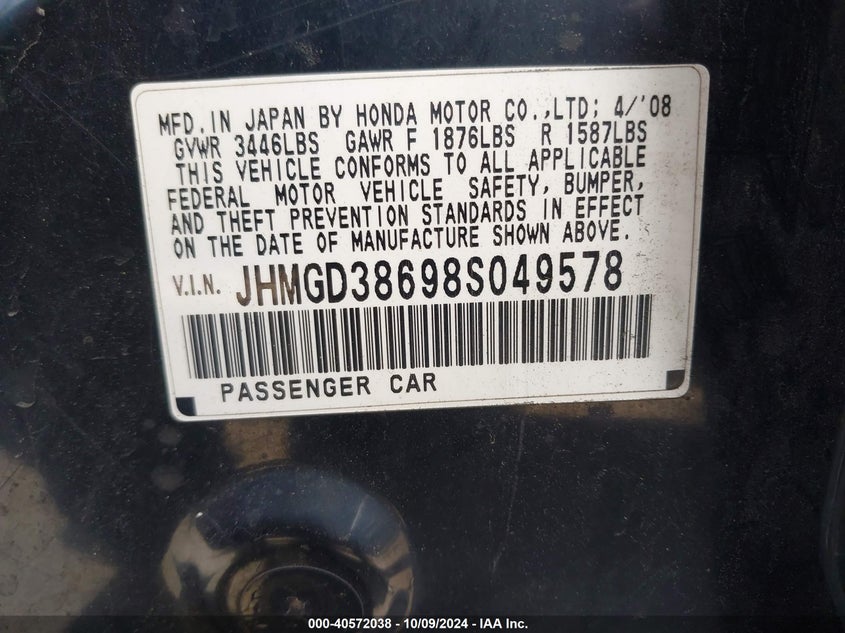 MFD. IN JAPAN BY HONDA MOTOR CO.,LTD; 4/'08
GVWR 3446LBS GAWR F 1876LBS R 1587LBS
THIS VEHICLE CONFORMS TO ALL APPLICABLE
FEDERAL MOTOR VEHICLE SAFETY, BUMPER,
AND THEFT PREVENTION STANDARDS IN EFFECT
ON THE DATE OF MANUFACTURE SHOWN ABOVE.
V.I.N. JHMGD38698S049578
PASSENGER CAR
000-40572038 - 10/09/2024 - IAA Inc.